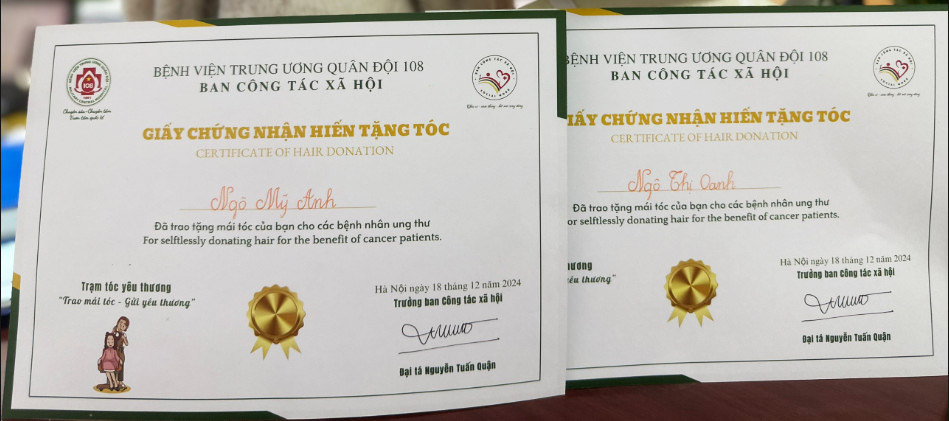 BỆNH VIỆN TRUNG ƯƠNG QUÂN ĐỘI 108
BAN CÔNG TÁC XÃ HỘI
108
GIẤY CHỨNG NHẬN HIẾN TẶNG TÓC
CERTIFICATE OF HAIR DONATION
Ngô Mỹ Anh
Đã trao tặng mái tóc của bạn cho các bệnh nhân ung thư
For selftlessly donating hair for the benefit of cancer patients.
Trạm tóc yêu thương
"Trao mái tóc - Gửi yêu thương"
Hà Nội ngày 18 tháng 12 năm 2024
Trưởng ban Công tác xã hội
Đại tá Nguyễn Tuấn Quận
BỆNH VIỆN TRUNG ƯƠNG QUÂN ĐỘI 108
BAN CÔNG TÁC XÃ HỘI
IẤY CHỨNG NHẬN HIẾN TẶNG TÓC
CERTIFICATE OF HAIR DONATION
Ngô Thị Oanh
Đã trao tặng mái tóc của bạn cho các bệnh nhân ung thư
or selftlessly donating hair for the benefit of cancer patients.
ương
êu thương"
Hà Nội ngày 18 tháng 12 năm 2024
Trưởng ban Công tác xã hội
Đại tá Nguyễn Tuấn Quận